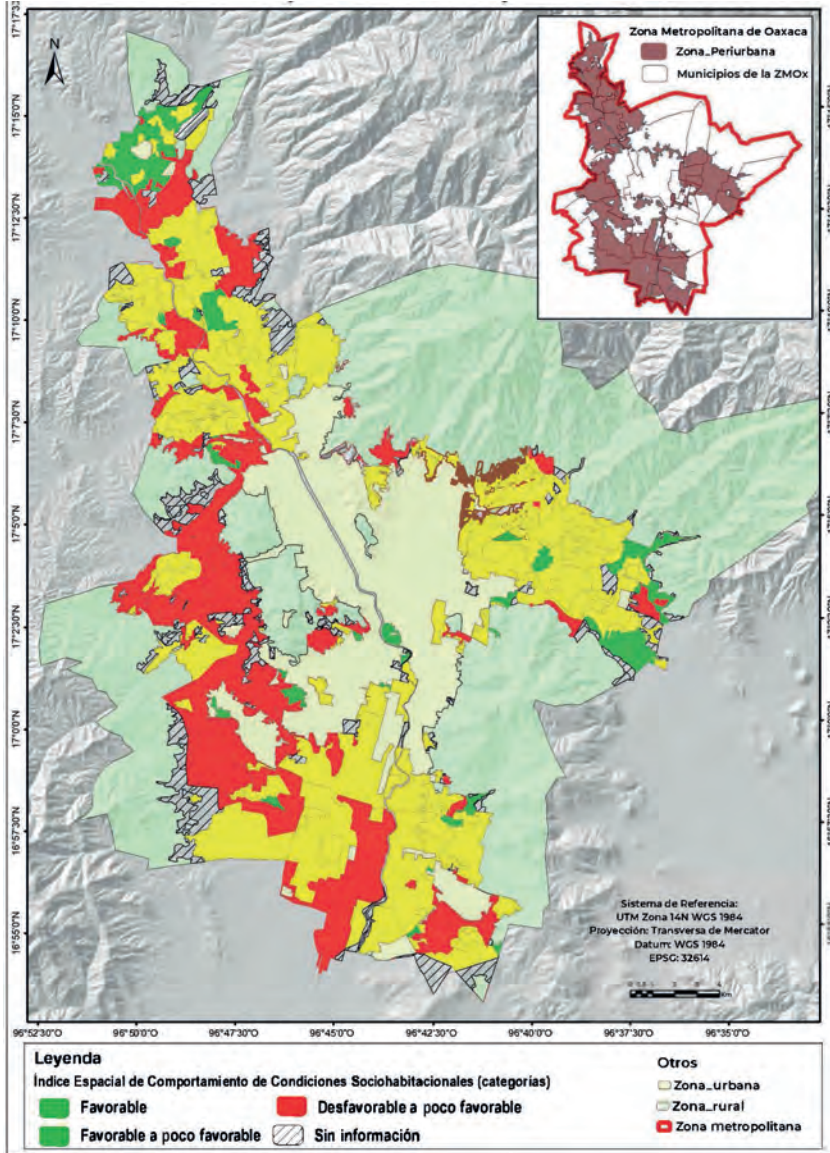 N
Zona Metropolitana de Oaxaca
Zona_Periurbana
Municipios de la ZMOx
17°17'3
17°15'0"N
17°12'30"N
17°10'0"N
17°7'30"N
17°5'0"N
17°22'30"N
17°0'0"N
16°57'30"N
16°55'0"N
Sistema de Referencia:
UTM Zona 14N WGS 1984
Proyección: Transversa de Mercator
Datum: WGS 1984
EPSG: 32614
Km
96°52'30"O
96°50'0"O
96°47'30"O
96°45'0"O
96°42'30"O
96°40'0"O
96°37'30"O
96°35'0"O
Leyenda
Índice Espacial de Comportamiento de Condiciones Sociohabitacionales (categorías)
Favorable
Desfavorable a poco favorable
Favorable a poco favorable
Sin información
Otros
Zona_urbana
Zona_rural
Zona metropolitana